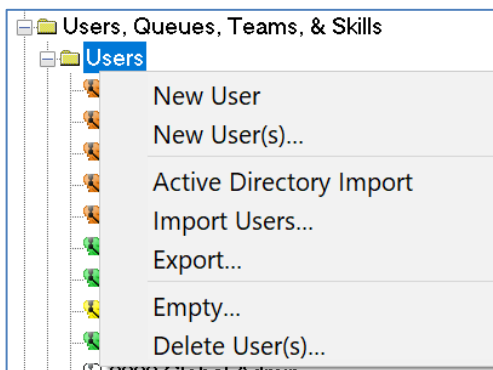 Users, Queues, Teams, & Skills
Users
New User
New User(s)...
Active Directory Import
Import Users...
Export...
Empty...
Delete User(s)...